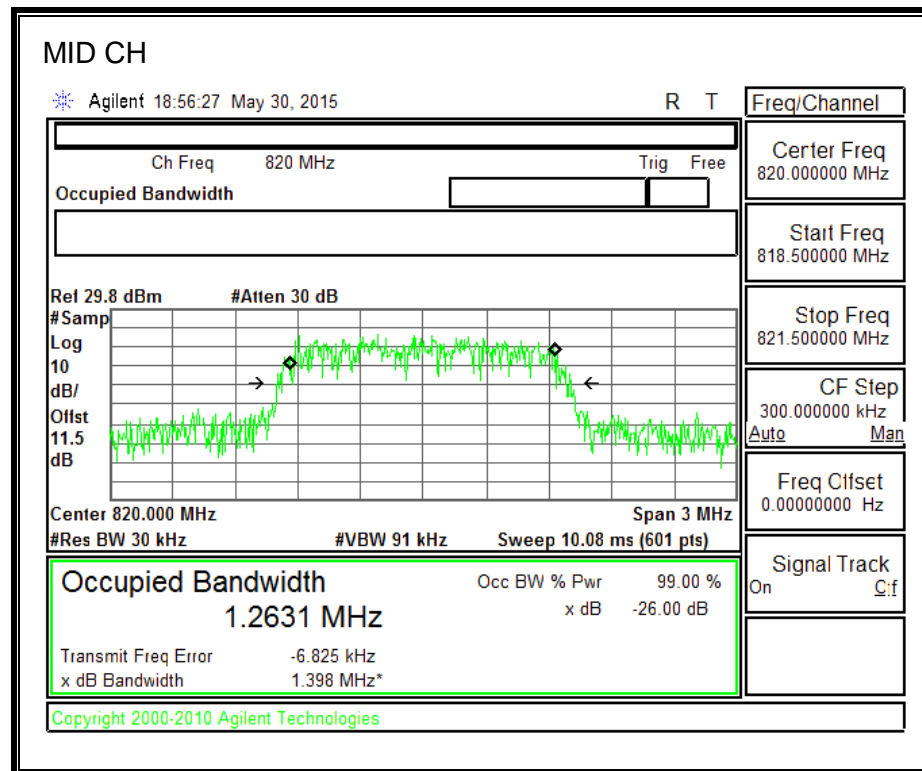 MID CH
Agilent 18:56:27 May 30, 2015 R T
Ch Freq 820 MHz Trig Free
Occupied Bandwidth
Ref 29.8 dBm #Atten 30 dB
#Samp
Log
10
dB/
Offst
11.5
dB
Center 820.000 MHz Span 3 MHz
#Res BW 30 kHz #VBW 91 kHz Sweep 10.08 ms (601 pts)
Occupied Bandwidth Occ BW % Pwr 99.00 %
1.2631 MHz x dB -26.00 dB
Transmit Freq Error -6.825 kHz
x dB Bandwidth 1.398 MHz*
Copyright 2000-2010 Agilent Technologies
Freq/Channel
Center Freq
820.000000 MHz
Start Freq
818.500000 MHz
Stop Freq
821.500000 MHz
CF Step
300.000000 kHz
Auto Man
Freq Offset
0.00000000 Hz
Signal Track
On Off